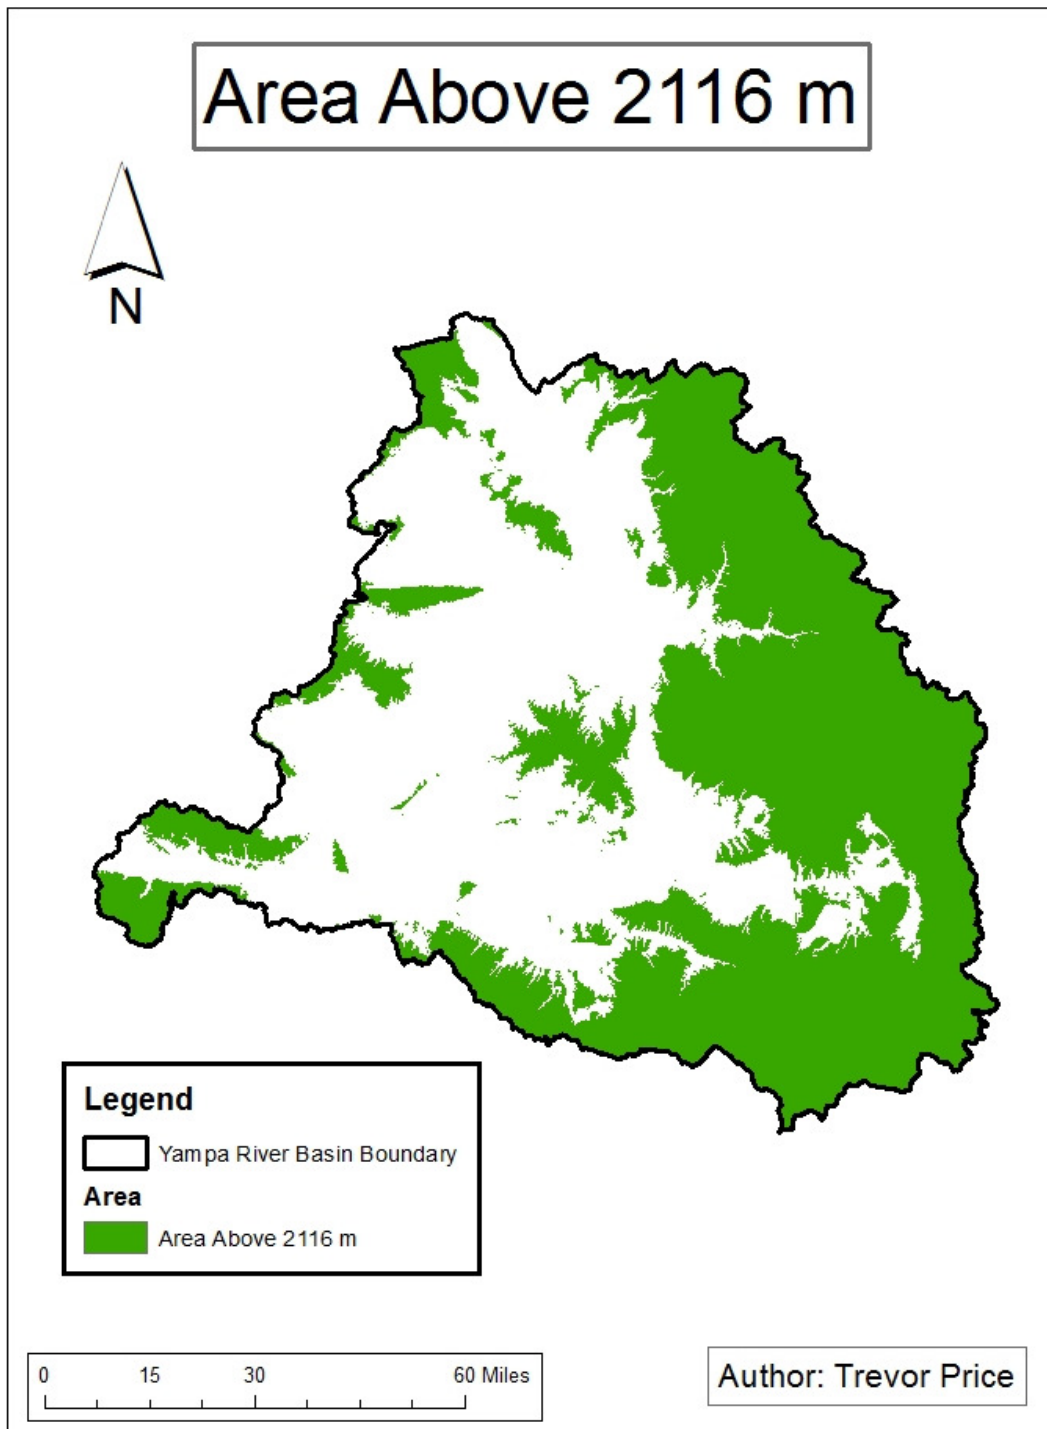 Area Above 2116 m
N
Legend
Yampa River Basin Boundary
Area
Area Above 2116 m
0 15 30 60 Miles
Author: Trevor Price